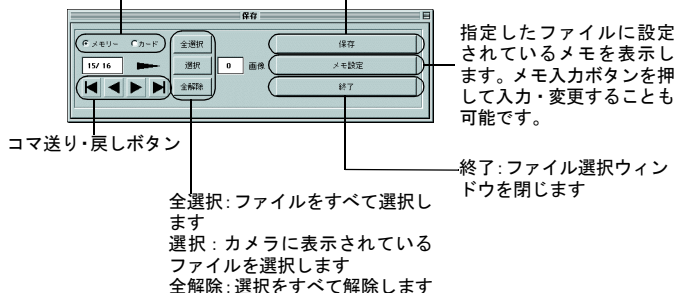 保存
メモリー カード
全選択
保存
15/ 16
選択
0 画像
メモ設定
全解除
終了
指定したファイルに設定
されているメモを表示し
ます。メモ入力ボタンを押
して入力・変更することも
可能です。
コマ送り・戻しボタン
終了:ファイル選択ウィン
ドウを閉じます
全選択:ファイルをすべて選択し
ます
選択:カメラに表示されている
ファイルを選択します
全解除:選択をすべて解除します